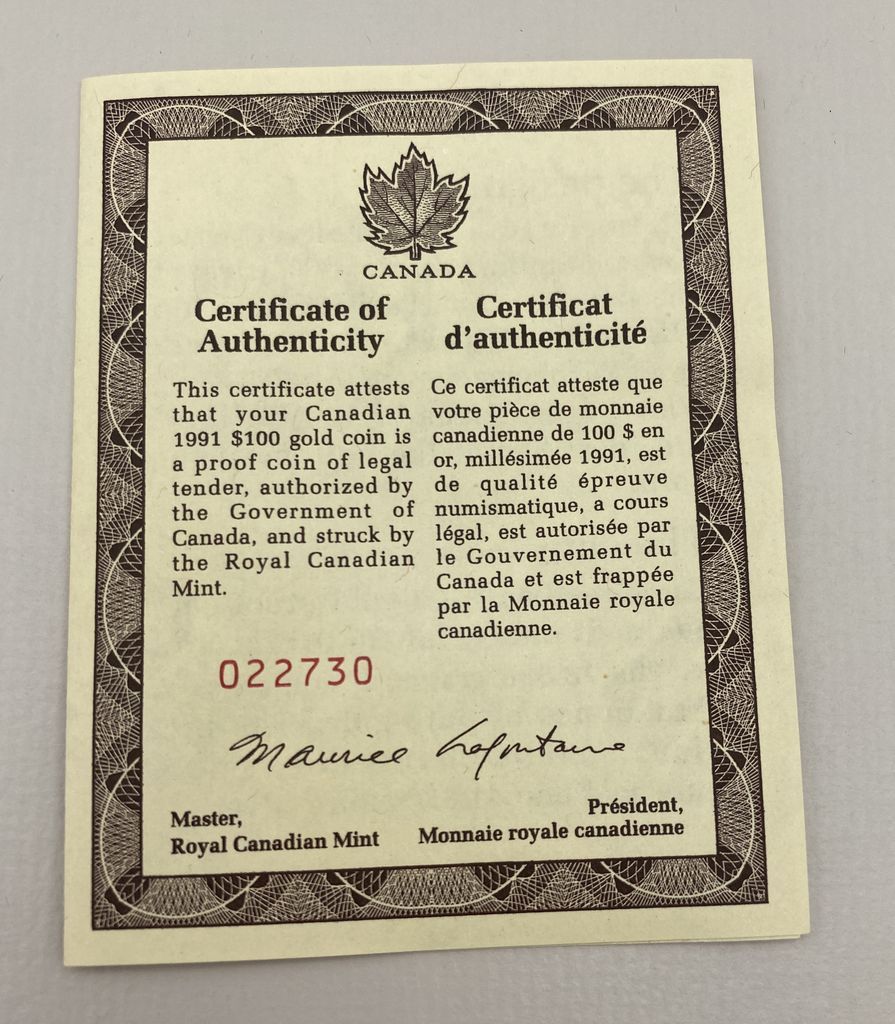 CANADA
Certificate of
Authenticity
This certificate attests
that your Canadian
1991 $100 gold coin is
a proof coin of legal
tender, authorized by
the Government of
Canada, and struck by
the Royal Canadian
Mint.
Certificat
d'authenticité
Ce certificat atteste que
votre pièce de monnaie
canadienne de 100 $ en
or, millésimée 1991, est
de qualité épreuve
numismatique, a cours
légal, est autorisée par
le Gouvernement du
Canada et est frappée
par la Monnaie royale
canadienne.
022730
Maurice Lafontaine
Master,
Royal Canadian Mint
Président,
Monnaie royale canadienne